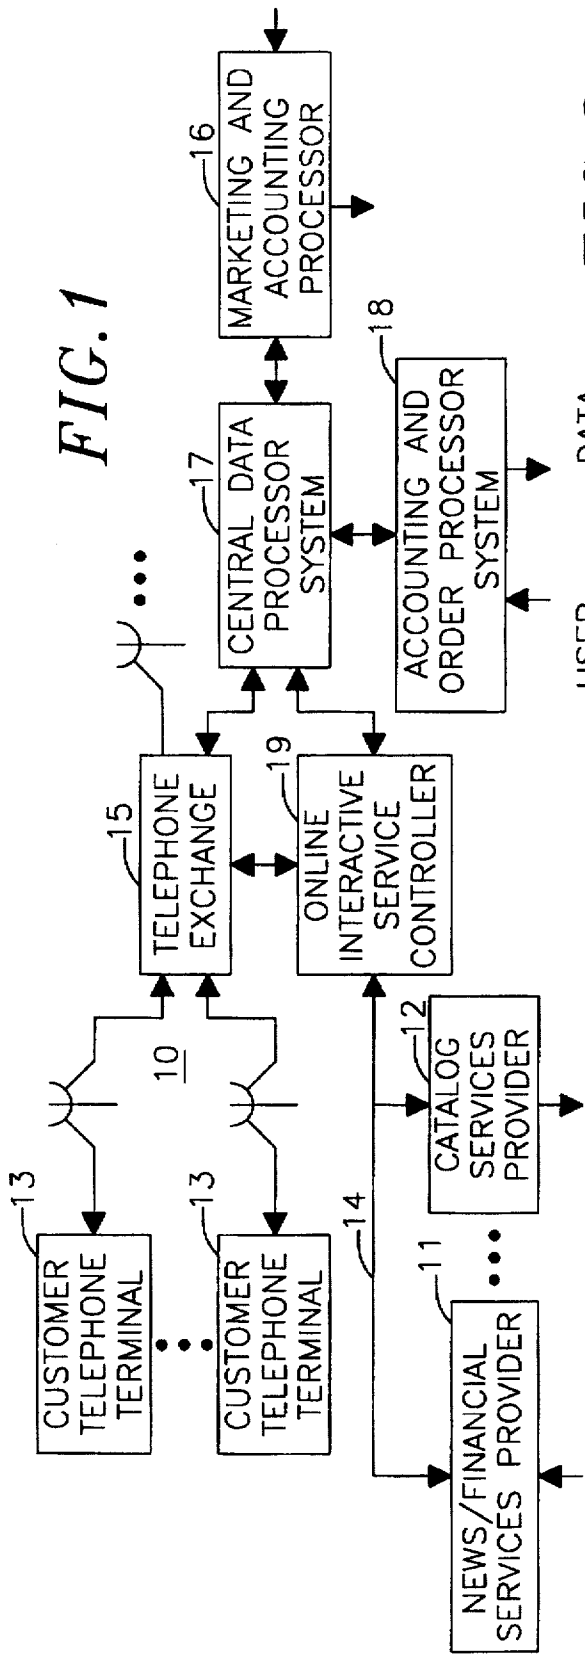 FIG. 1
13
CUSTOMER
TELEPHONE
TERMINAL
13
CUSTOMER
TELEPHONE
TERMINAL
10
15
TELEPHONE
EXCHANGE
19
ONLINE
INTERACTIVE
SERVICE
CONTROLLER
17
CENTRAL DATA
PROCESSOR
SYSTEM
16
MARKETING AND
ACCOUNTING
PROCESSOR
18
ACCOUNTING AND
ORDER PROCESSOR
SYSTEM
14
11
NEWS/FINANCIAL
SERVICES PROVIDER
12
CATALOG
SERVICES
PROVIDER
USER
DATA